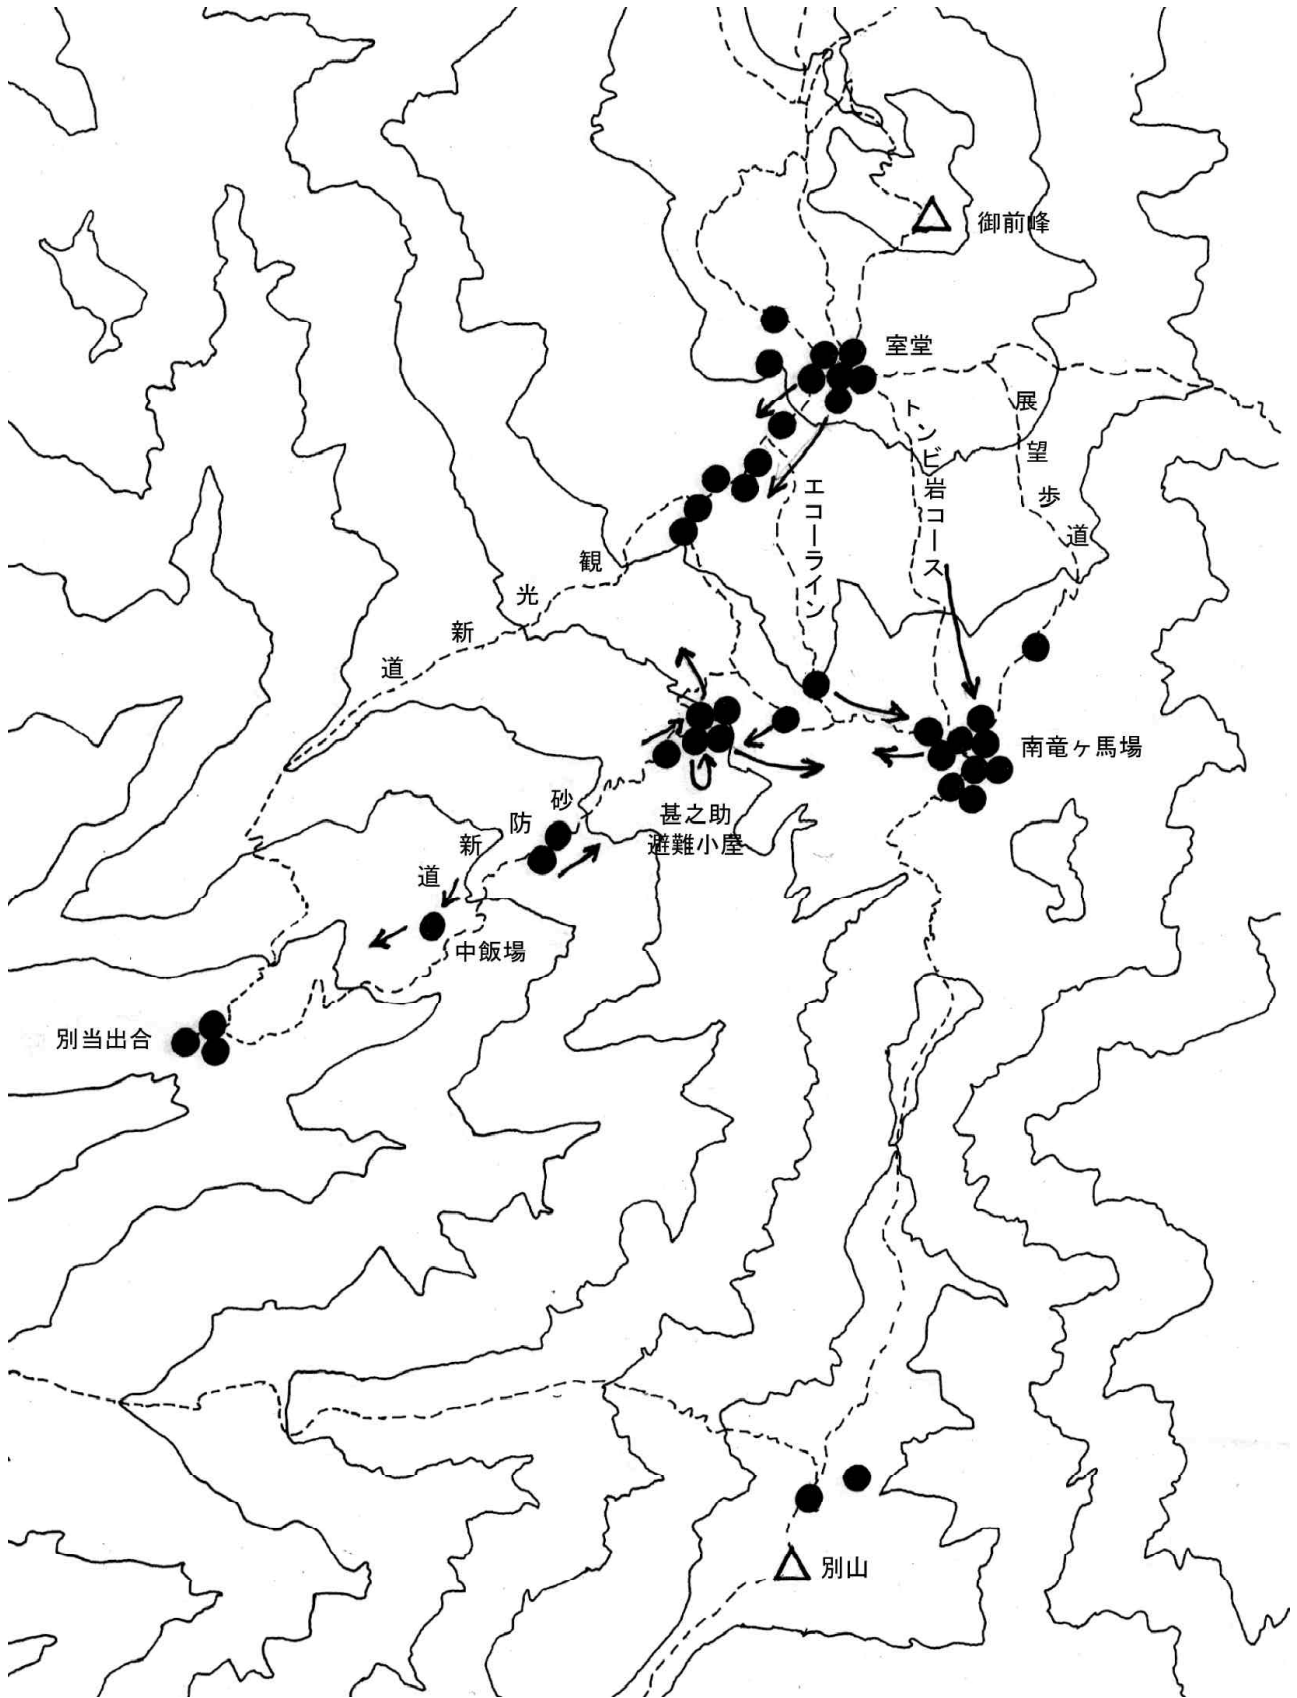 御前峰
室堂
トンビ岩コース
展望歩道
エコーライン
観光新道
南竜ヶ馬場
甚之助
避難小屋
砂防新道
中飯場
別当出合
別山